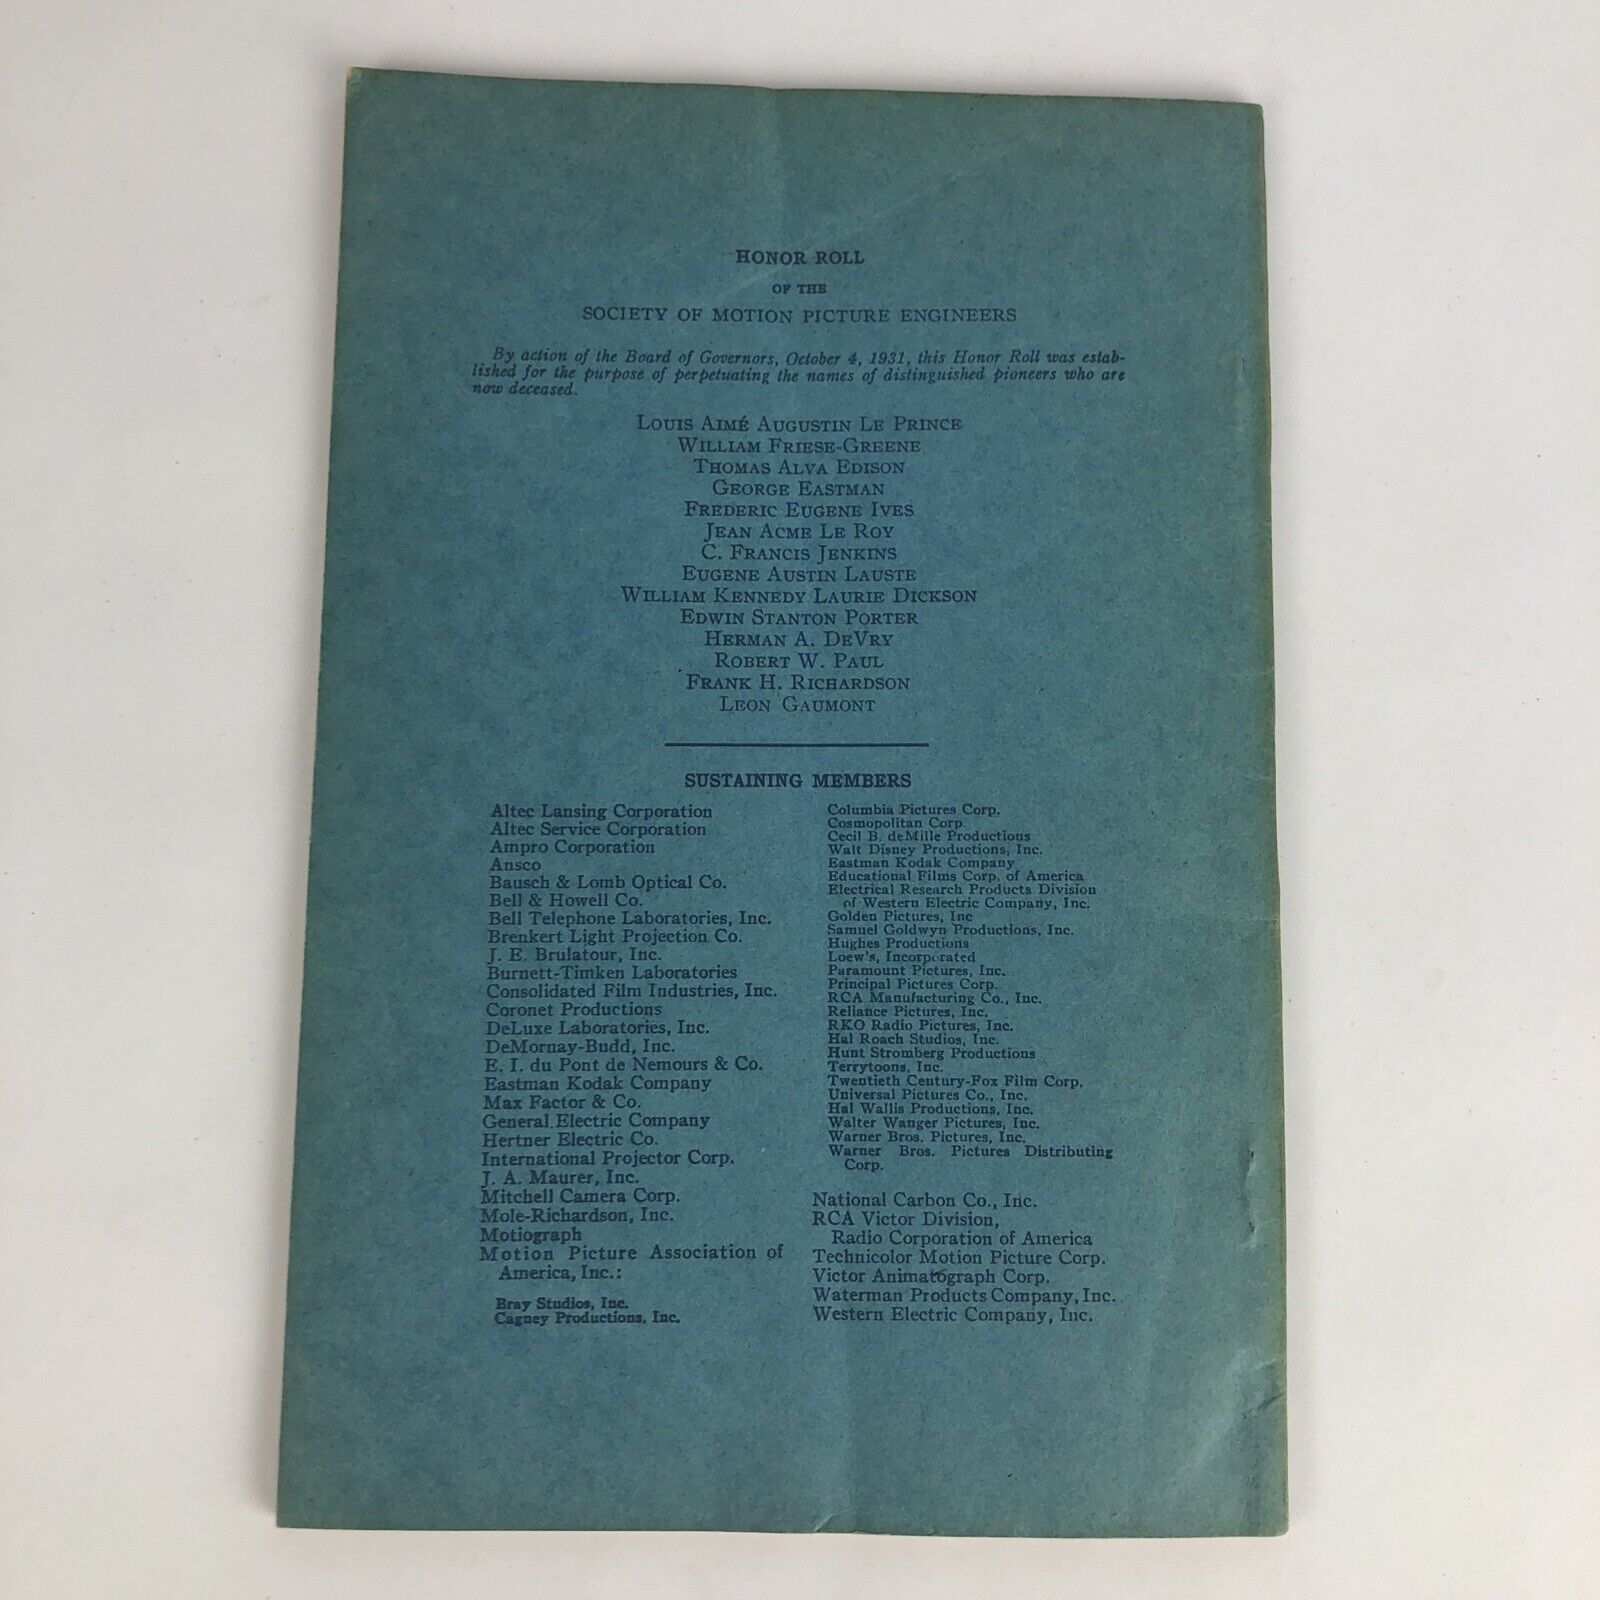 HONOR ROLL
OF THE
SOCIETY OF MOTION PICTURE ENGINEERS
By action of the Board of Governors, October 4, 1931, this Honor Roll was estab-
lished for the purpose of perpetuating the names of distinguished pioneers who are
now deceased.
LOUIS AIMÉ AUGUSTIN LE PRINCE
WILLIAM FRIESE-GREENE
THOMAS ALVA EDISON
GEORGE EASTMAN
FREDERIC EUGENE IVES
JEAN ACME LE ROY
C. FRANCIS JENKINS
EUGENE AUSTIN LAUSTE
WILLIAM KENNEDY LAURIE DICKSON
EDWIN STANTON PORTER
HERMAN A. DEVRY
ROBERT W. PAUL
FRANK H. RICHARDSON
LEON GAUMONT
SUSTAINING MEMBERS
Altec Lansing Corporation
Altec Service Corporation
Ampro Corporation
Ansco
Bausch & Lomb Optical Co.
Bell & Howell Co.
Bell Telephone Laboratories, Inc.
Brenkert Light Projection Co.
J. E. Brulatour, Inc.
Burnett-Timken Laboratories
Consolidated Film Industries, Inc.
Coronet Productions
DeLuxe Laboratories, Inc.
DeMornay-Budd, Inc.
E. I. du Pont de Nemours & Co.
Eastman Kodak Company
Max Factor & Co.
General Electric Company
Hertner Electric Co.
International Projector Corp.
J. A. Maurer, Inc.
Mitchell Camera Corp.
Mole-Richardson, Inc.
Motiograph
Motion Picture Association of
America, Inc.:
Bray Studios, Inc.
Cagney Productions, Inc.
Columbia Pictures Corp.
Cosmopolitan Corp.
Cecil B. deMille Productions
Walt Disney Productions, Inc.
Eastman Kodak Company
Educational Films Corp. of America
Electrical Research Products Division
of Western Electric Company, Inc.
Golden Pictures, Inc
Samuel Goldwyn Productions, Inc.
Hughes Productions
Loew's, Incorporated
Paramount Pictures, Inc.
Principal Pictures Corp.
RCA Manufacturing Co., Inc.
Reliance Pictures, Inc.
RKO Radio Pictures, Inc.
Hal Roach Studios, Inc.
Hunt Stromberg Productions
Terrytoons, Inc.
Twentieth Century-Fox Film Corp.
Universal Pictures Co., Inc.
Hal Wallis Productions, Inc.
Walter Wanger Pictures, Inc.
Warner Bros. Pictures, Inc.
Warner Bros. Pictures Distributing
Corp.
National Carbon Co., Inc.
RCA Victor Division,
Radio Corporation of America
Technicolor Motion Picture Corp.
Victor Animatograph Corp.
Waterman Products Company, Inc.
Western Electric Company, Inc.